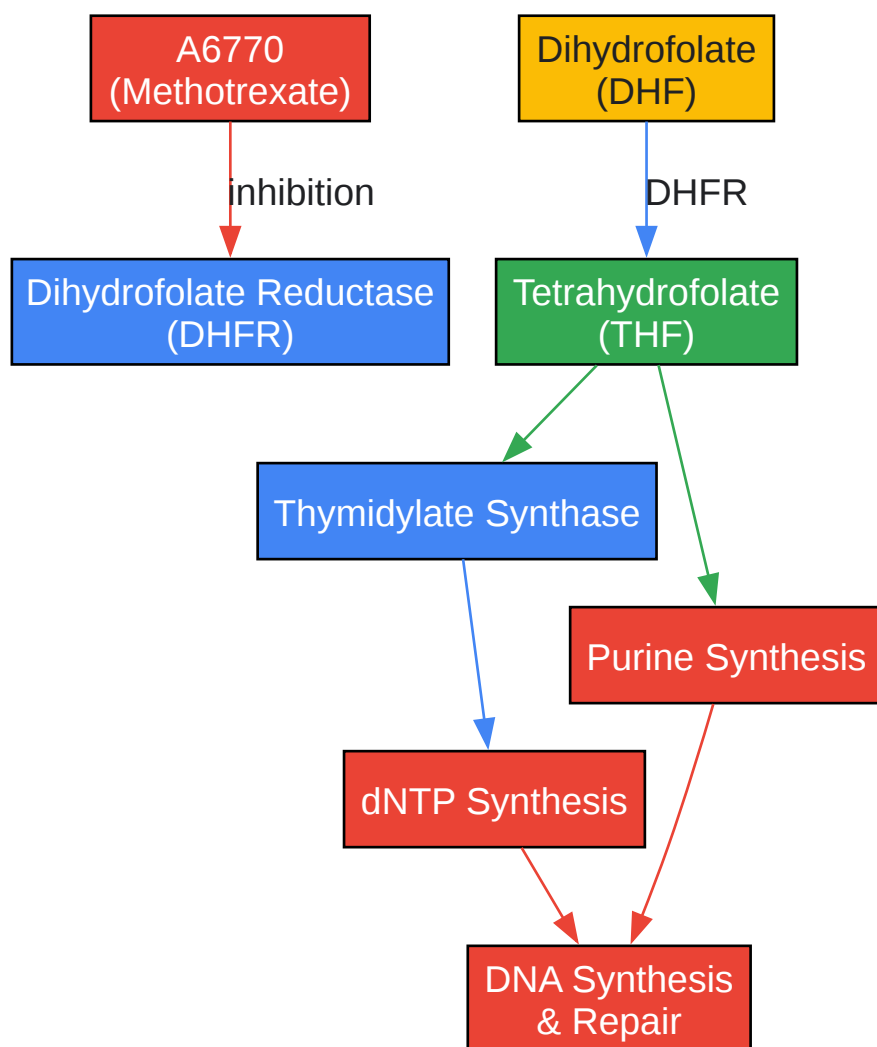 A6770
(Methotrexate)
Dihydrofolate
(DHF)
inhibition
DHFR
Dihydrofolate Reductase
(DHFR)
Tetrahydrofolate
(THF)
Thymidylate Synthase
Purine Synthesis
dNTP Synthesis
DNA Synthesis
& Repair